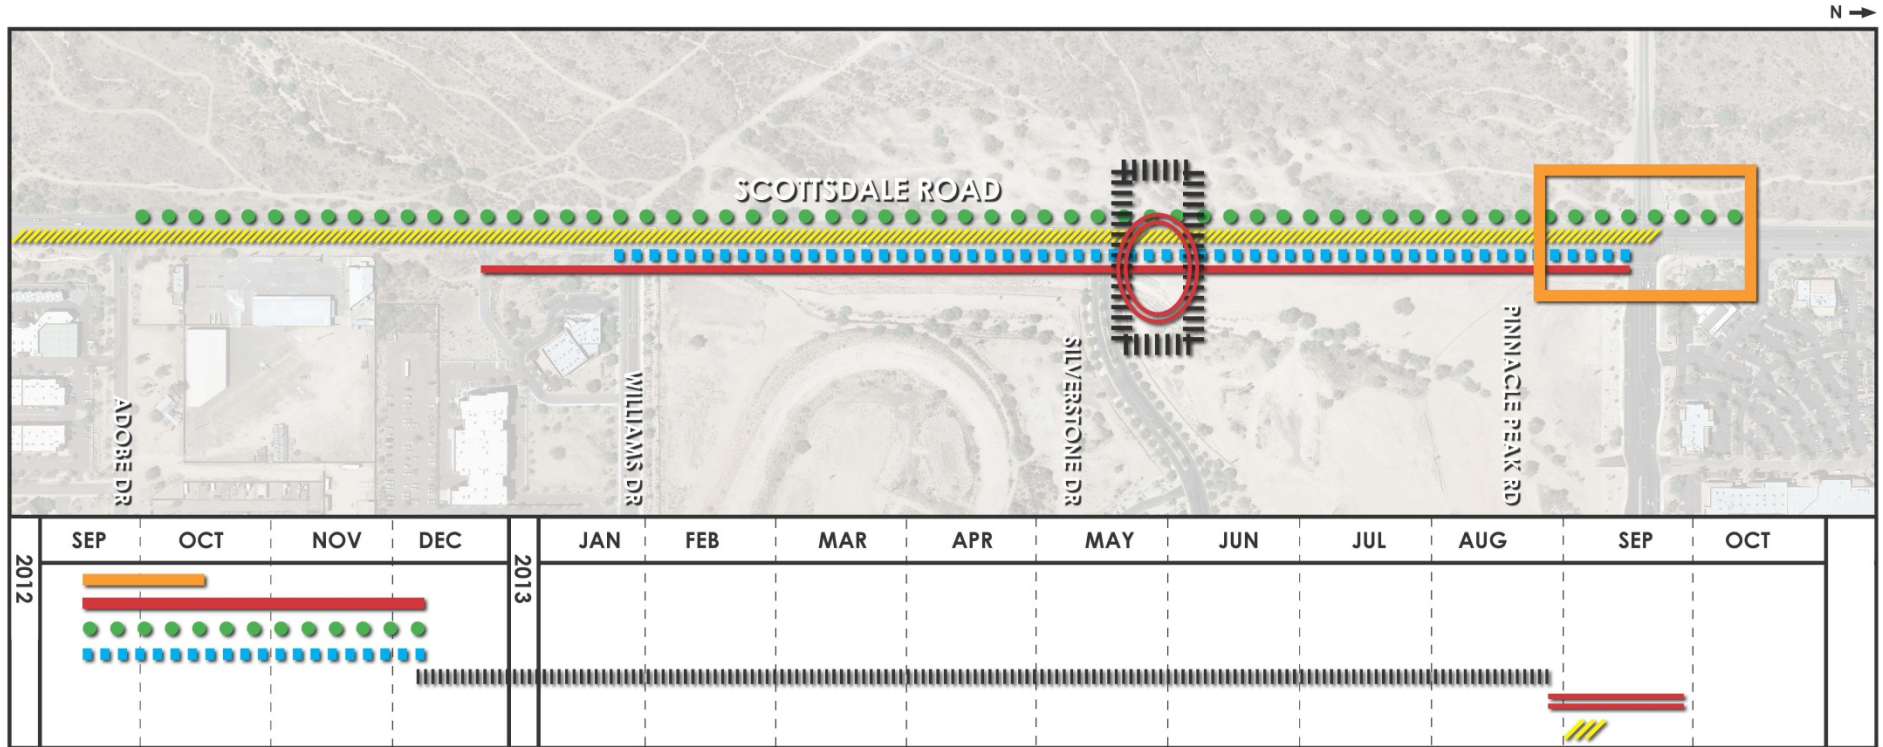 N
SCOTTSDALE ROAD
ADOBE DR
WILLIAMS DR
SILVERSTONE DR
PINNACLE PEAK RD
2012
SEP OCT NOV DEC
2013
JAN FEB MAR APR MAY JUN JUL AUG SEP OCT